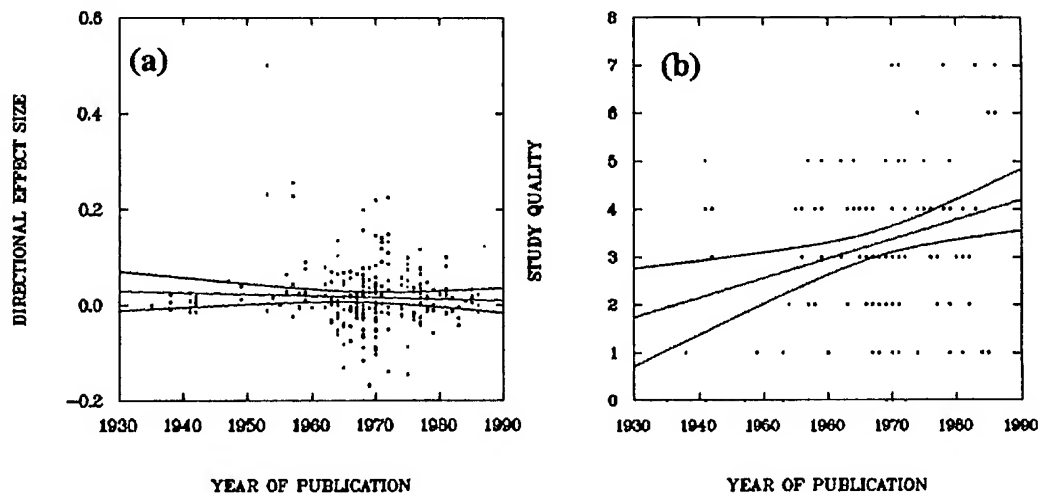 (a)
DIRECTIONAL EFFECT SIZE
0.6
0.4
0.2
0.0
−0.2
1930 1940 1950 1960 1970 1980 1990
YEAR OF PUBLICATION
(b)
STUDY QUALITY
8
7
6
5
4
3
2
1
0
1930 1940 1950 1960 1970 1980 1990
YEAR OF PUBLICATION